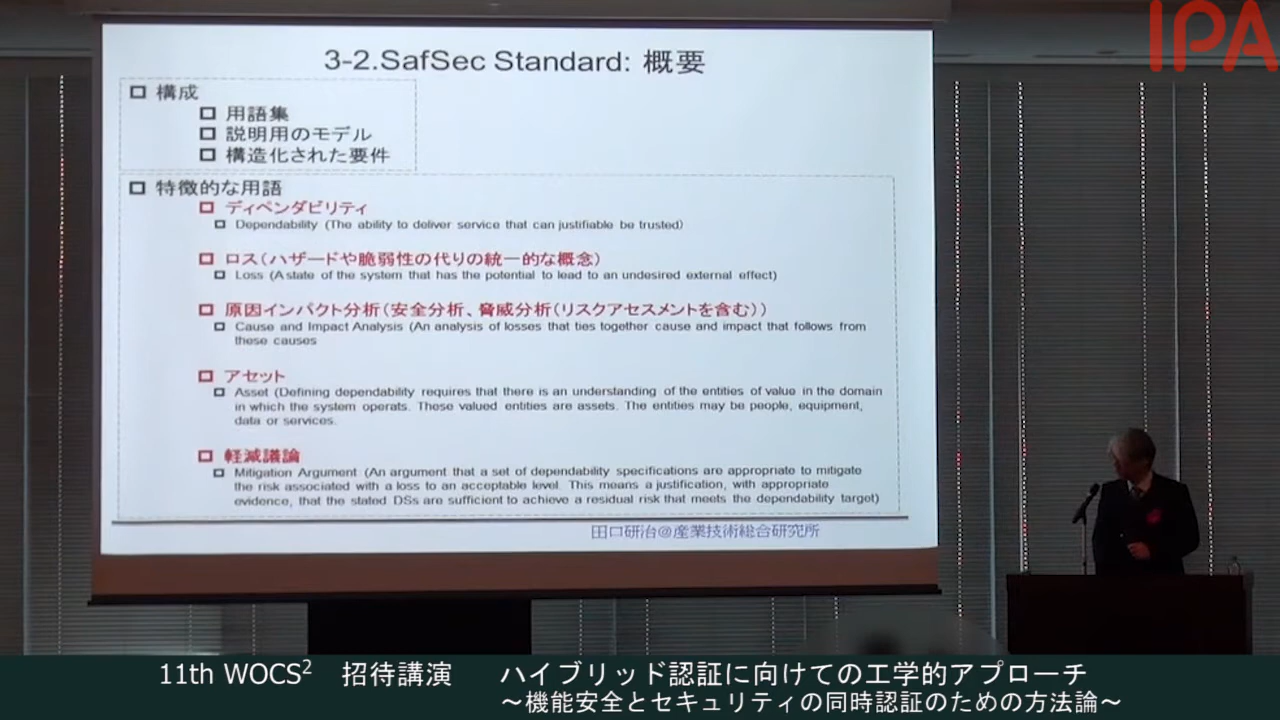 IPA
3-2.SafSec Standard: 概要
構成
用語集
説明用のモデル
構造化された要件
特徴的な用語
ディペンダビリティ
Dependability (The ability to deliver service that can justifiable be trusted)
ロス(ハザードや脆弱性の代りの統一的な概念)
Loss (A state of the system that has the potential to lead to an undesired external effect)
原因インパクト分析(安全分析、脅威分析(リスクアセスメントを含む))
Cause and Impact Analysis (An analysis of losses that ties together cause and impact that follows from
these causes
アセット
Asset (Defining dependability requires that there is an understanding of the entities of value in the domain
in which the system operats. These valued entities are assets. The entities may be people, equipment,
data or services.
軽減議論
Mitigation Argument (An argument that a set of dependability specifications are appropriate to mitigate
the risk associated with a loss to an acceptable level. This means a justification, with appropriate
evidence, that the stated DSs are sufficient to achieve a residual risk that meets the dependability target)
田口研治@産業技術総合研究所
11th WOCS² 招待講演 ハイブリッド認証に向けての工学的アプローチ
～機能安全とセキュリティの同時認証のための方法論～